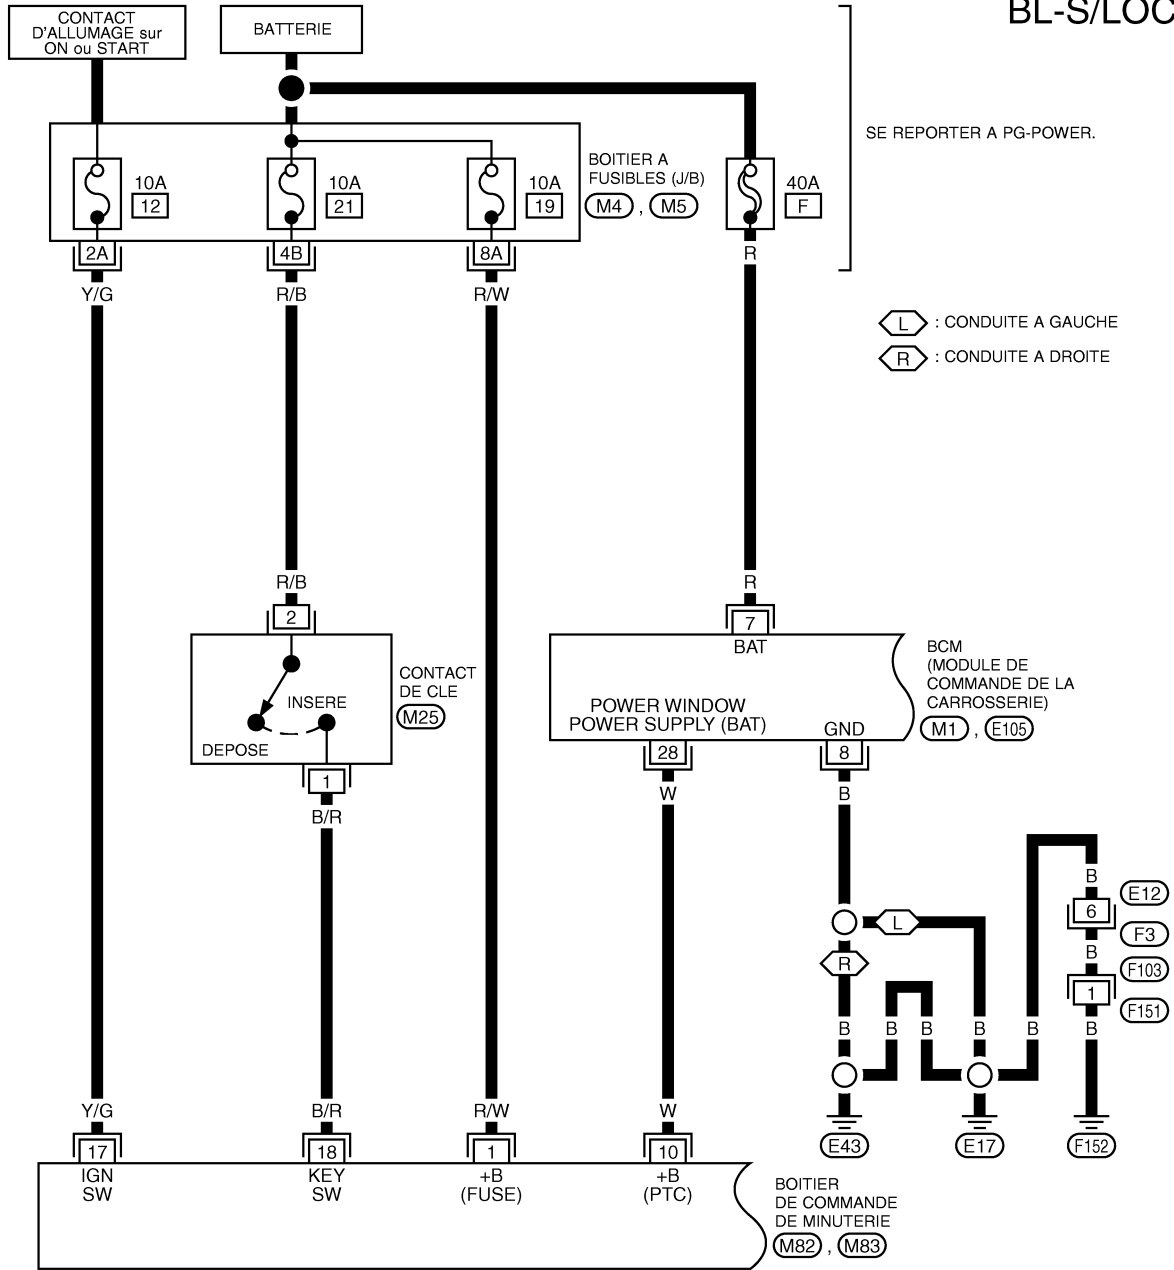 BL-S/LOC
CONTACT
D'ALLUMAGE sur
ON ou START
BATTERIE
SE REPORTER A PG-POWER.
10A
12
10A
21
10A
19
BOITIER A
FUSIBLES (J/B)
M4 , M5
40A
F
2A
4B
8A
R
Y/G
R/B
R/W
L : CONDUITE A GAUCHE
R : CONDUITE A DROITE
R/B
R
2
7
BAT
INSERE
DEPOSE
CONTACT
DE CLE
M25
BCM
(MODULE DE
COMMANDE DE LA
CARROSSERIE)
M1 , E105
POWER WINDOW
POWER SUPPLY (BAT)
GND
28
8
1
W
B
B/R
B
E12
6
F3
L
B
R
F103
1
F151
B
B
B
B
B
B
E43
E17
F152
Y/G
B/R
R/W
W
17
18
1
10
IGN
SW
KEY
SW
+B
(FUSE)
+B
(PTC)
BOITIER
DE COMMANDE
DE MINUTERIE
M82 , M83